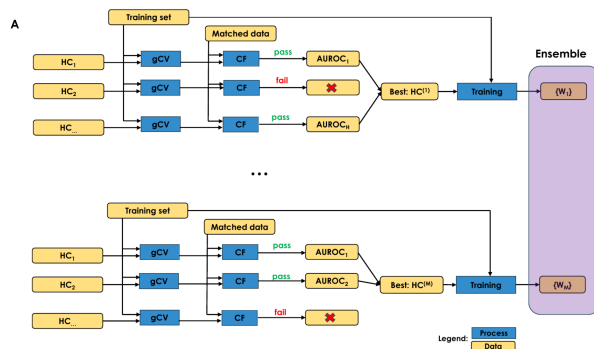 A
Training set
Matched data
Ensemble
HC1 gCV CF pass AUROC1
HC2 gCV CF fail
Best: HC(1) Training {W1}
HC... gCV CF pass AUROCH
...
Training set
Matched data
HC1 gCV CF pass AUROC1
HC2 gCV CF pass AUROC2
Best: HC(M) Training {WM}
HC... gCV CF fail
Legend: Process
Data